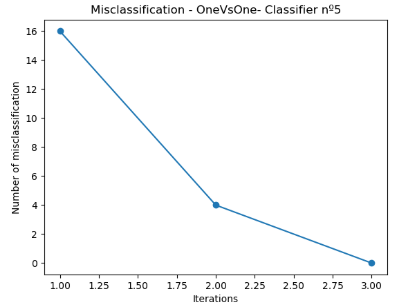 Misclassification - OneVsOne- Classifier nº5
Number of misclassification
16
14
12
10
8
6
4
2
0
1.00 1.25 1.50 1.75 2.00 2.25 2.50 2.75 3.00
Iterations